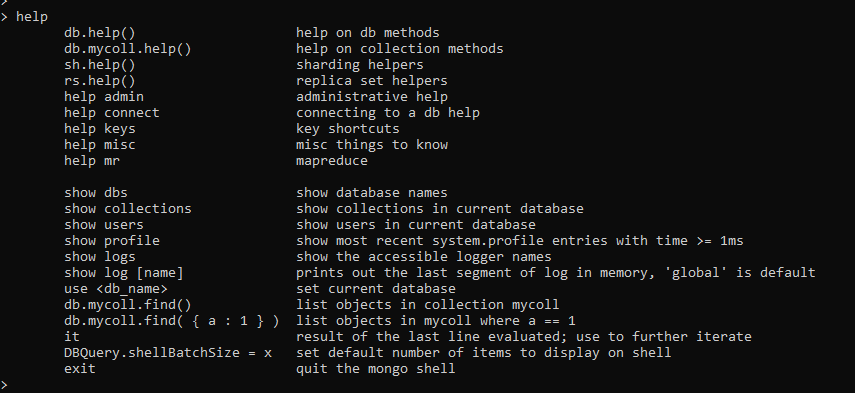 >
> help
db.help() help on db methods
db.mycoll.help() help on collection methods
sh.help() sharding helpers
rs.help() replica set helpers
help admin administrative help
help connect connecting to a db help
help keys key shortcuts
help misc misc things to know
help mr mapreduce
show dbs show database names
show collections show collections in current database
show users show users in current database
show profile show most recent system.profile entries with time >= 1ms
show logs show the accessible logger names
show log [name] prints out the last segment of log in memory, 'global' is default
use <db_name> set current database
db.mycoll.find() list objects in collection mycoll
db.mycoll.find( { a : 1 } ) list objects in mycoll where a == 1
it result of the last line evaluated; use to further iterate
DBQuery.shellBatchSize = x set default number of items to display on shell
exit quit the mongo shell
>